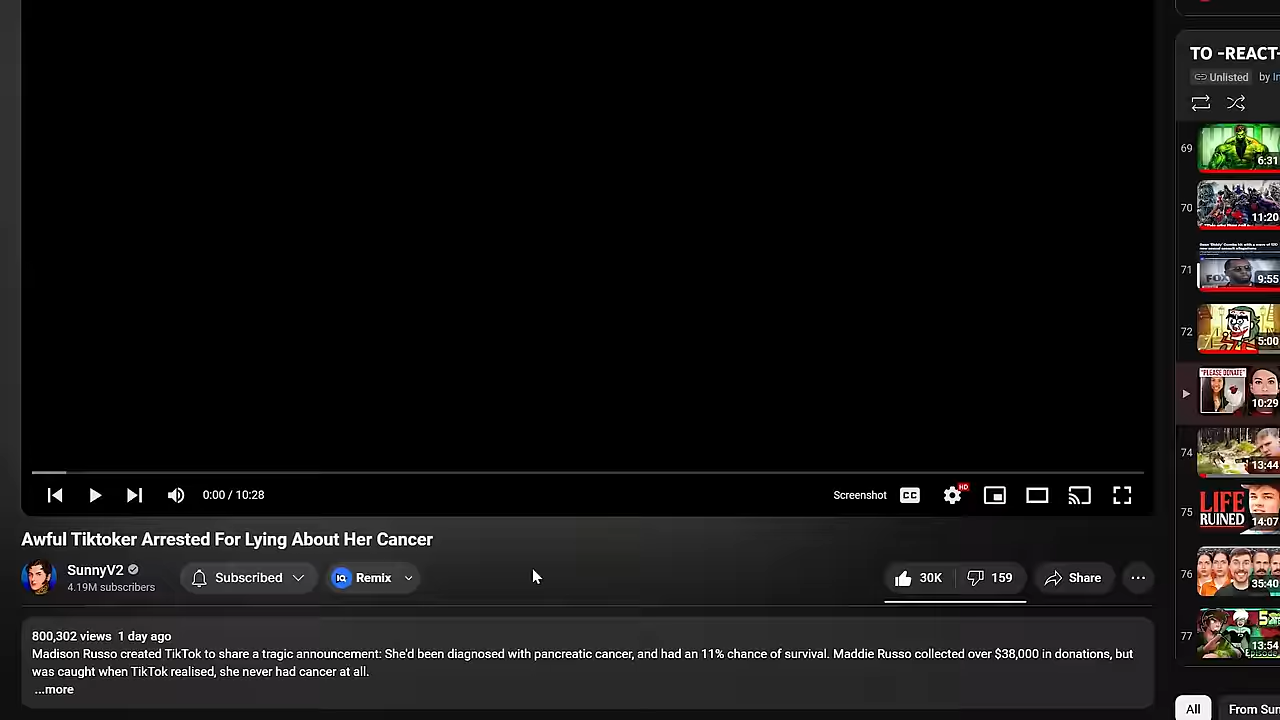 TO -REACT-
Unlisted by In
69
6:31
70
11:20
71
FOX
9:55
72
5:00
"PLEASE DONATE"
10:29
74
13:44
75
LIFE
RUINED
14:07
76
35:40
77
13:54
0:00 / 10:28
Screenshot
CC
HD
Awful Tiktoker Arrested For Lying About Her Cancer
SunnyV2
4.19M subscribers
Subscribed
IQ
Remix
30K
159
Share
800,302 views 1 day ago
Madison Russo created TikTok to share a tragic announcement: She'd been diagnosed with pancreatic cancer, and had an 11% chance of survival. Maddie Russo collected over $38,000 in donations, but
was caught when TikTok realised, she never had cancer at all.
...more
All
From Sun